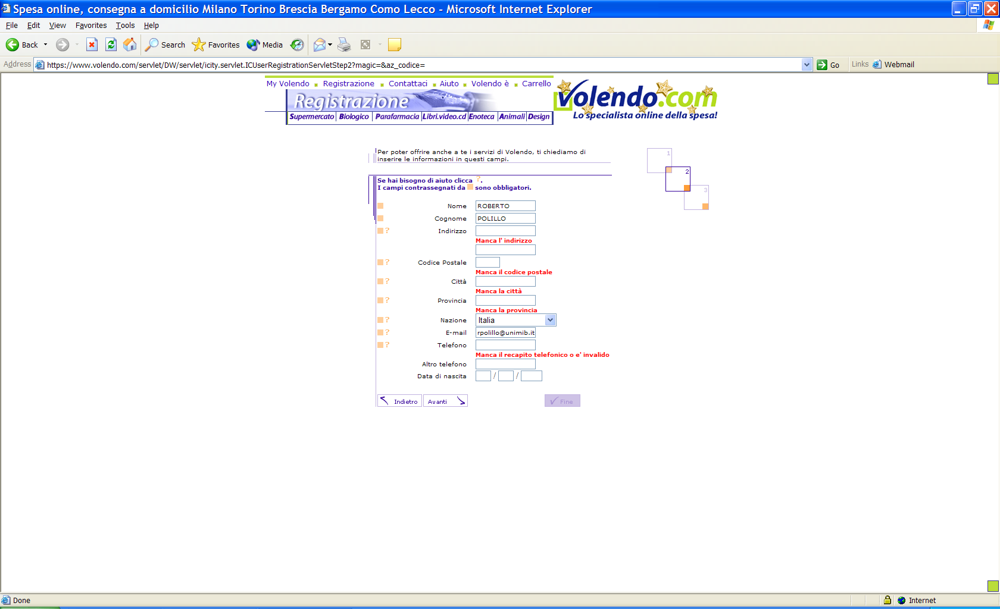 Spesa online, consegna a domicilio Milano Torino Brescia Bergamo Como Lecco - Microsoft Internet Explorer
File Edit View Favorites Tools Help
Back Search Favorites Media
Address https://www.volendo.com/servlet/DW/servlet/icity.servlet.ICUserRegistrationServletStep2?magic=&az_codice= Go Links Webmail
My Volendo Registrazione Contattaci Aiuto Volendo è Carrello
Registrazione
Volendo.com
Lo specialista online della spesa!
Supermercato Biologico Parafarmacia Libri.video.cd Enoteca Animali Design
Per poter offrire anche a te i servizi di Volendo, ti chiediamo di
inserire le informazioni in questi campi.
1
2
3
Se hai bisogno di aiuto clicca ?.
I campi contrassegnati da sono obbligatori.
Nome ROBERTO
Cognome POLILLO
? Indirizzo
Manca l' indirizzo
? Codice Postale
Manca il codice postale
? Città
Manca la città
? Provincia
Manca la provincia
? Nazione Italia
? E-mail rpolillo@unimib.it
? Telefono
Manca il recapito telefonico o e' invalido
Altro telefono
Data di nascita / /
Indietro Avanti Fine
Done Internet